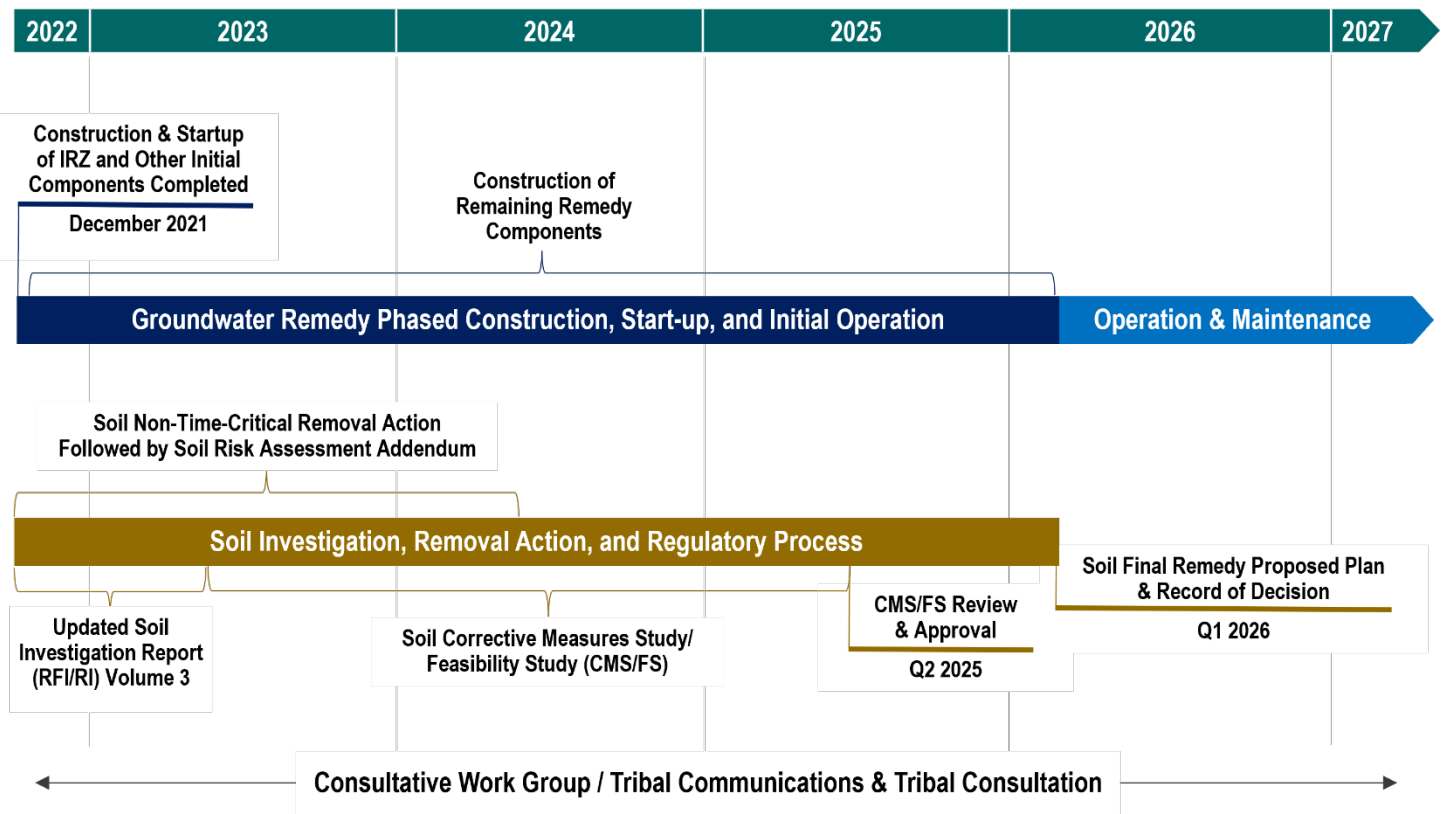 2022 2023 2024 2025 2026 2027
Construction & Startup
of IRZ and Other Initial
Components Completed
December 2021
Construction of
Remaining Remedy
Components
Groundwater Remedy Phased Construction, Start-up, and Initial Operation
Operation & Maintenance
Soil Non-Time-Critical Removal Action
Followed by Soil Risk Assessment Addendum
Soil Investigation, Removal Action, and Regulatory Process
Updated Soil
Investigation Report
(RFI/RI) Volume 3
Soil Corrective Measures Study/
Feasibility Study (CMS/FS)
CMS/FS Review
& Approval
Q2 2025
Soil Final Remedy Proposed Plan
& Record of Decision
Q1 2026
Consultative Work Group / Tribal Communications & Tribal Consultation